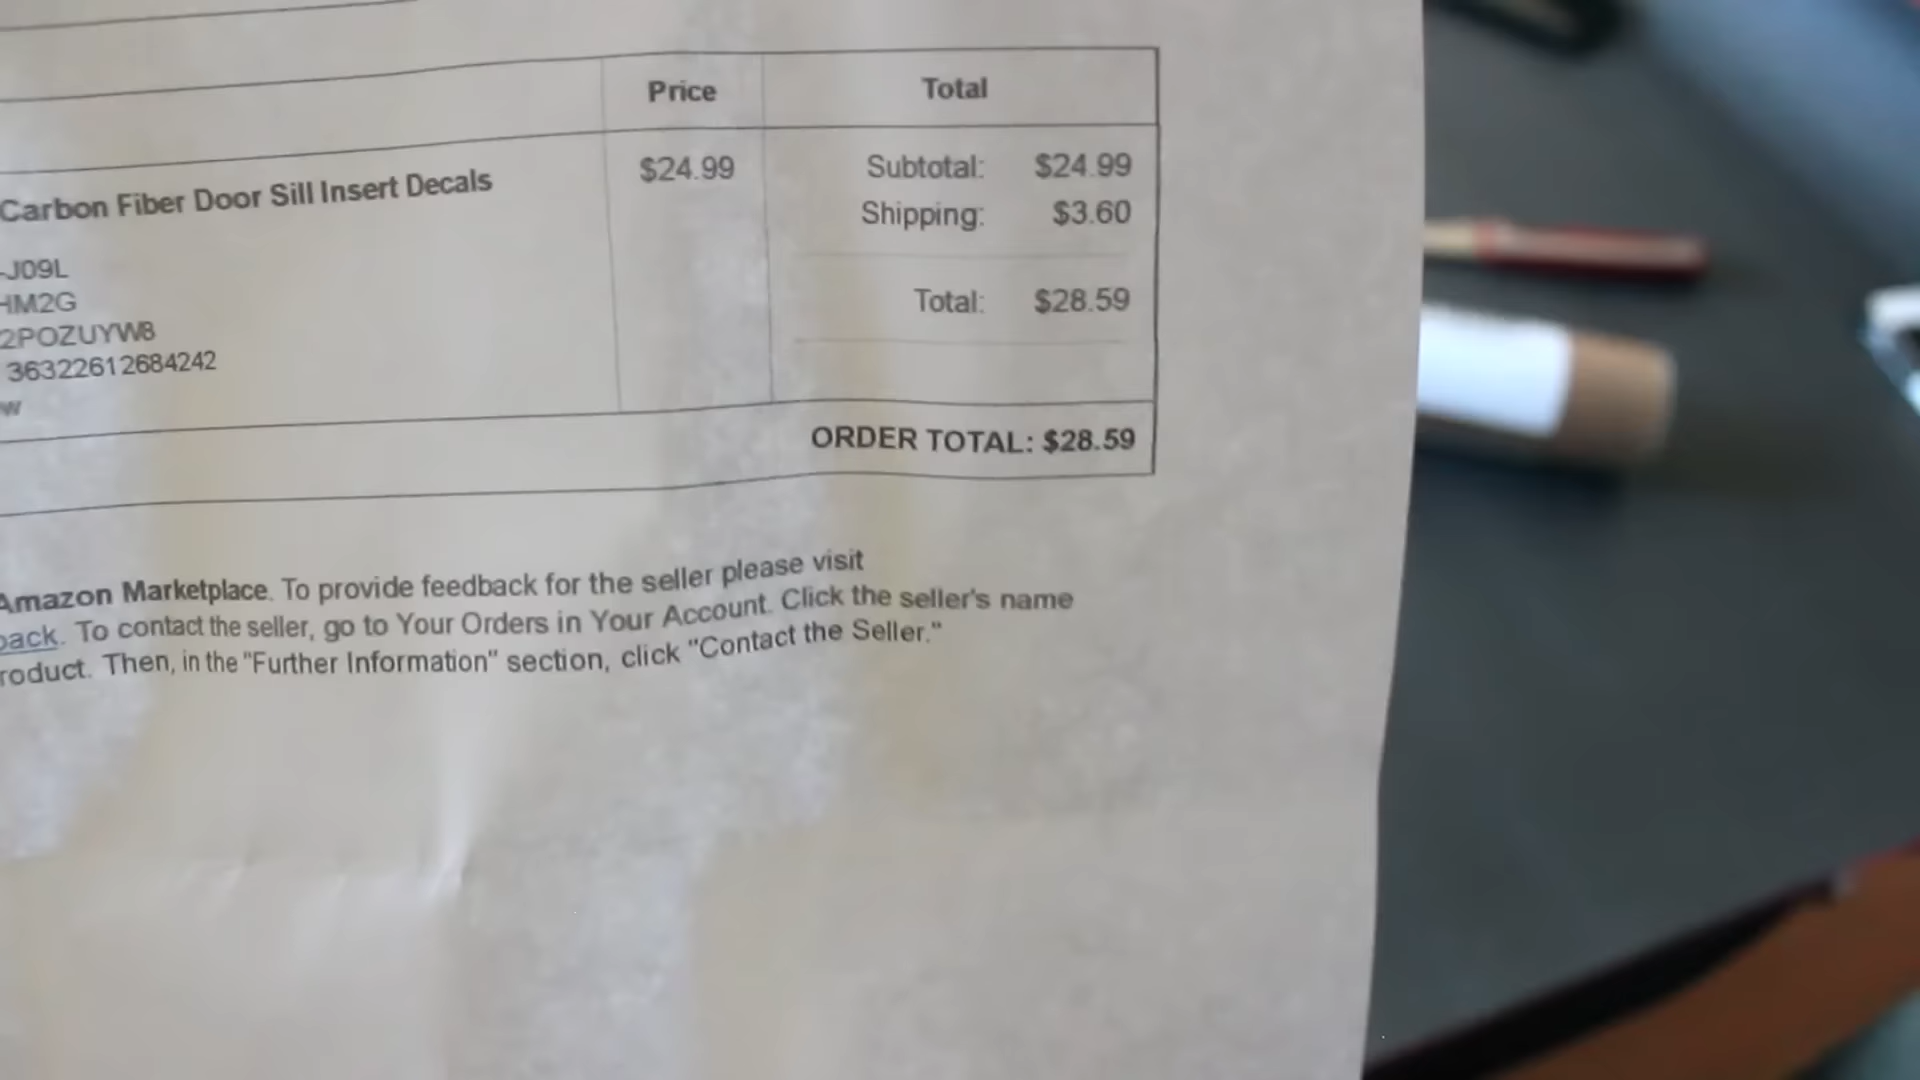 Price Total
Carbon Fiber Door Sill Insert Decals $24.99 Subtotal: $24.99
Shipping: $3.60
-J09L
HM2G Total: $28.59
2POZUYW8
36322612684242
w
ORDER TOTAL: $28.59
Amazon Marketplace. To provide feedback for the seller please visit
back. To contact the seller, go to Your Orders in Your Account. Click the seller's name
roduct. Then, in the "Further Information" section, click "Contact the Seller."